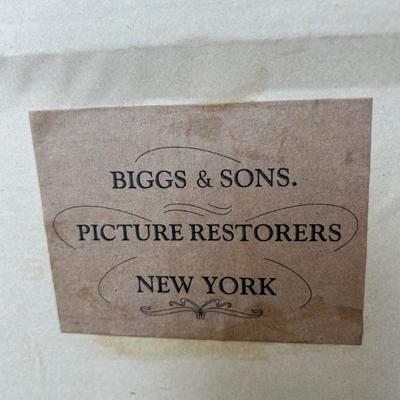 BIGGS & SONS.
PICTURE RESTORERS
NEW YORK